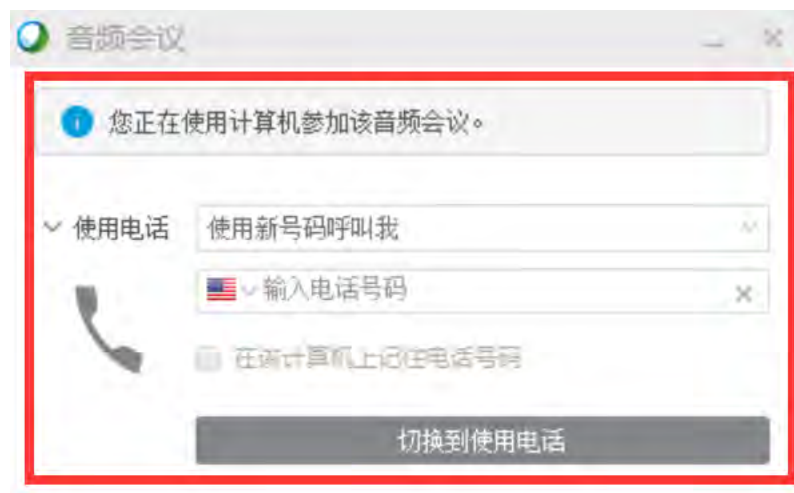 音频会议
您正在使用计算机参加该音频会议。
使用电话 使用新号码呼叫我
输入电话号码
在该计算机上记住电话号码
切换到使用电话